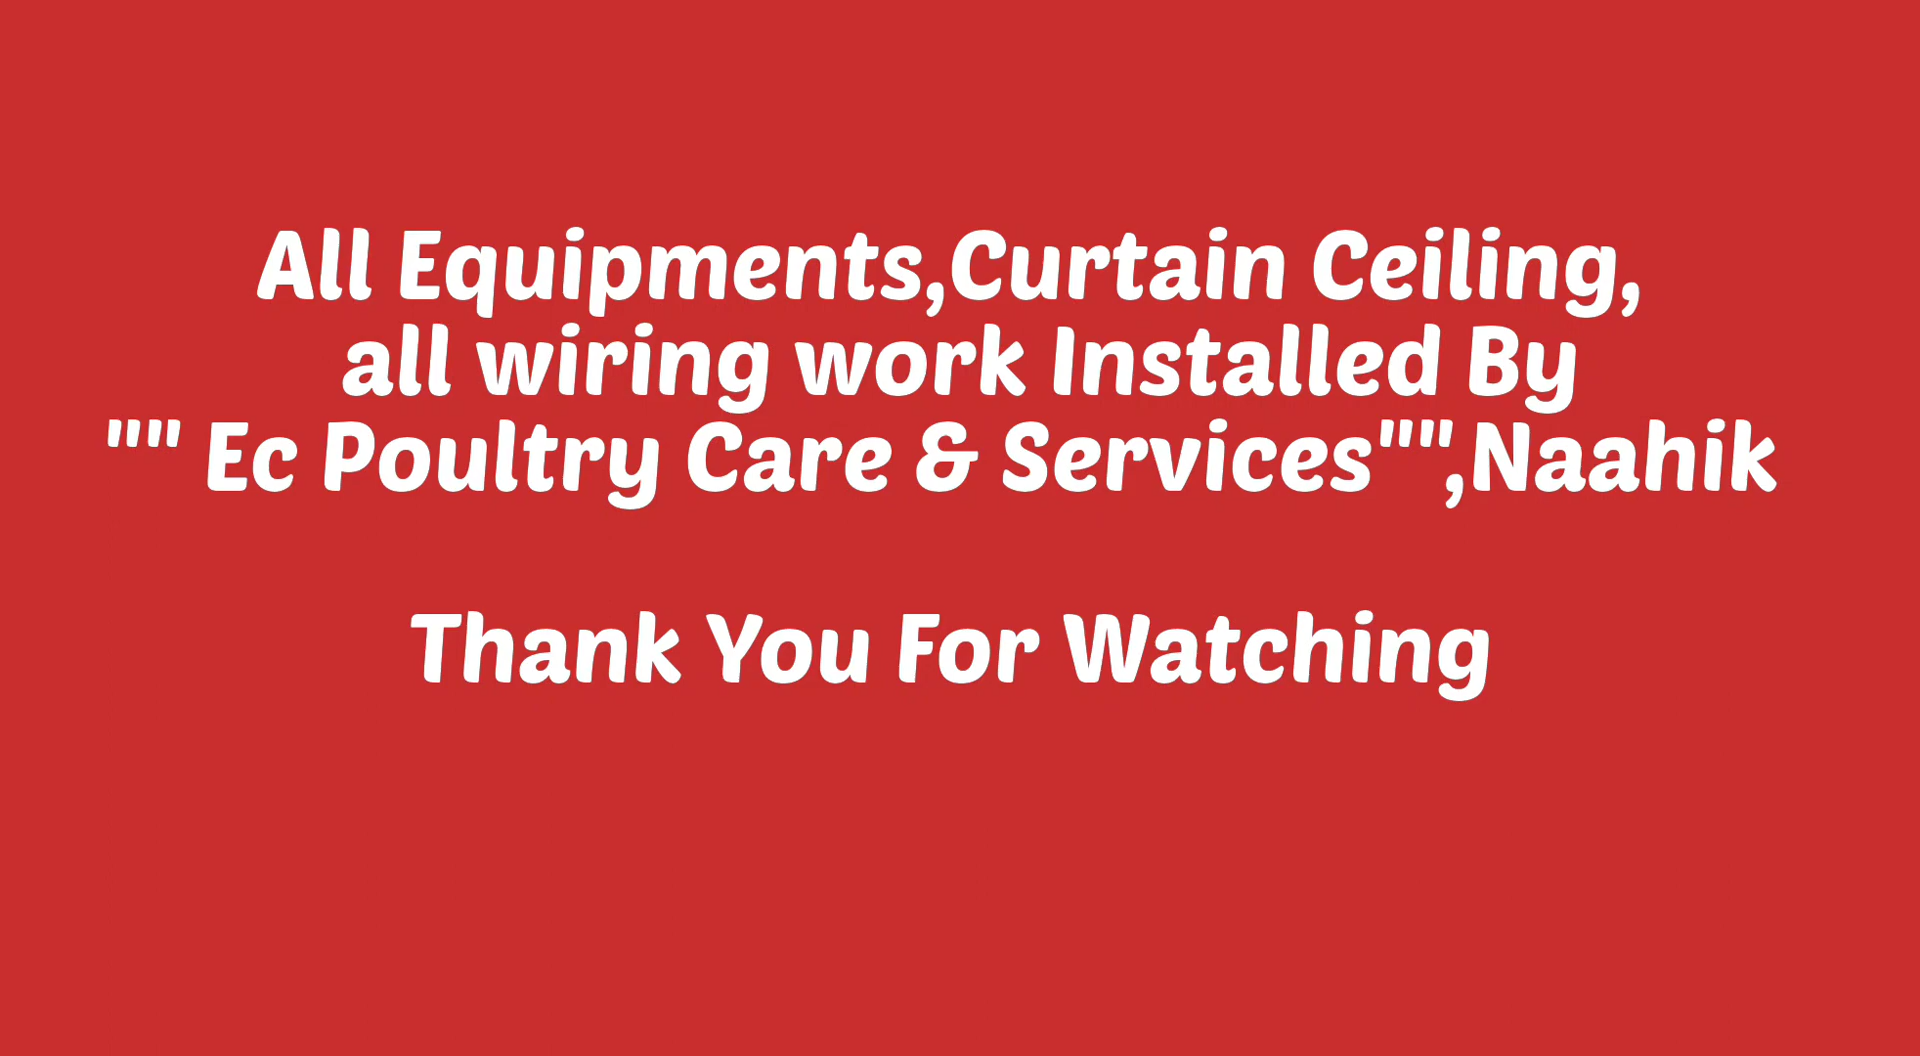 All Equipments,Curtain Ceiling,
all wiring work Installed By
"" Ec Poultry Care & Services"",Naahik
Thank You For Watching